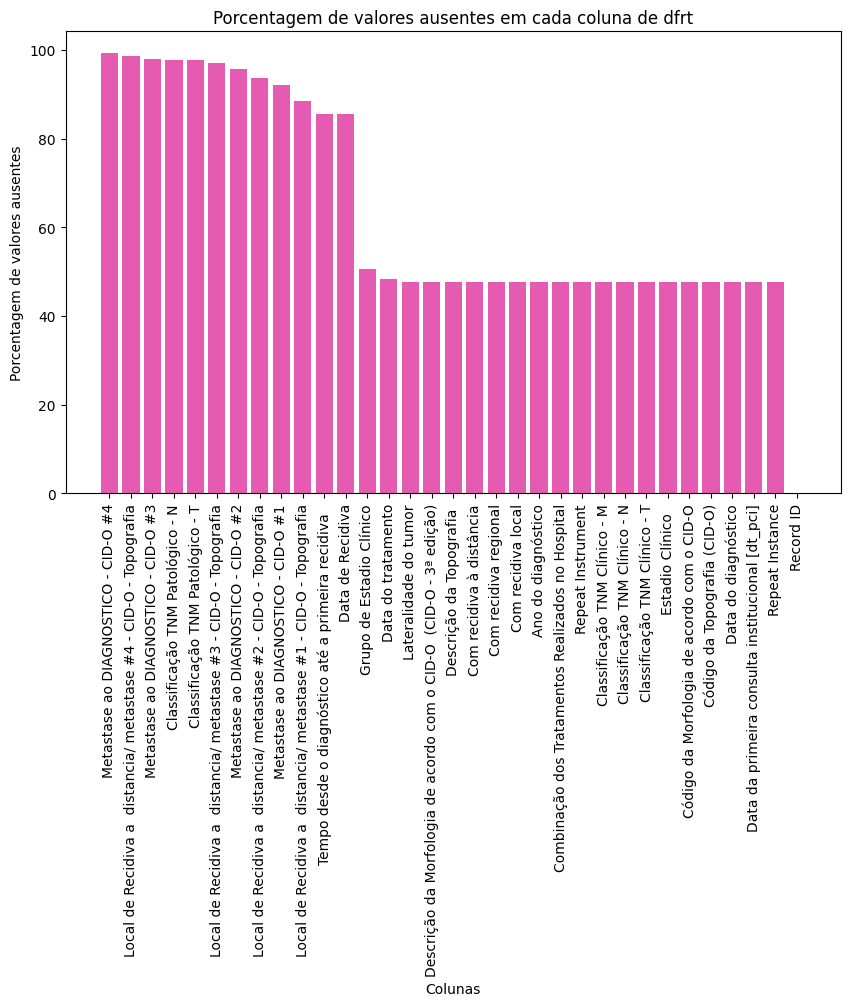 Porcentagem de valores ausentes em cada coluna de dfrt
Porcentagem de valores ausentes
100
80
60
40
20
0
Metastase ao DIAGNOSTICO - CID-O #4
Local de Recidiva a  distancia/ metastase #4 - CID-O - Topografia
Metastase ao DIAGNOSTICO - CID-O #3
Classificação TNM Patológico - N
Classificação TNM Patológico - T
Local de Recidiva a  distancia/ metastase #3 - CID-O - Topografia
Metastase ao DIAGNOSTICO - CID-O #2
Local de Recidiva a  distancia/ metastase #2 - CID-O - Topografia
Metastase ao DIAGNOSTICO - CID-O #1
Local de Recidiva a  distancia/ metastase #1 - CID-O - Topografia
Tempo desde o diagnóstico até a primeira recidiva
Data de Recidiva
Grupo de Estadio Clínico
Data do tratamento
Lateralidade do tumor
Descrição da Morfologia de acordo com o CID-O  (CID-O - 3ª edição)
Descrição da Topografia
Com recidiva à distância
Com recidiva regional
Com recidiva local
Ano do diagnóstico
Combinação dos Tratamentos Realizados no Hospital
Repeat Instrument
Classificação TNM Clínico - M
Classificação TNM Clínico - N
Classificação TNM Clínico - T
Estadio Clínico
Código da Morfologia de acordo com o CID-O
Código da Topografia (CID-O)
Data do diagnóstico
Data da primeira consulta institucional [dt_pci]
Repeat Instance
Record ID
Colunas